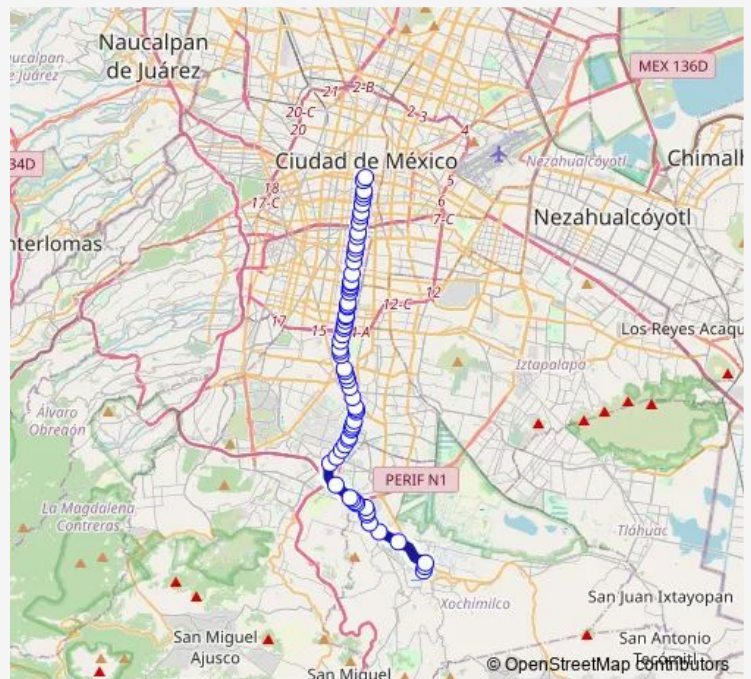 Naucalpan
de Juárez
ucalpan
e Juárez
MEX 136D
2-B
21
20-C
20
2-3
4
34D
Ciudad de México
Nezahualcóyotl
Chimalb
18
17-C
5
6
7-C
Nezahualcóyotl
nterlomas
12
12-C
17
15
-A
Los Reyes Acaqu
Iztapalapa
Álvaro
Obregón
PERIF N1
La Magdalena
Contreras
Tláhuac
Xochimilco
San Juan Ixtayopan
San Miguel
Ajusco
San Antonio
Tecómitl
San Miguel
© OpenStreetMap contributors